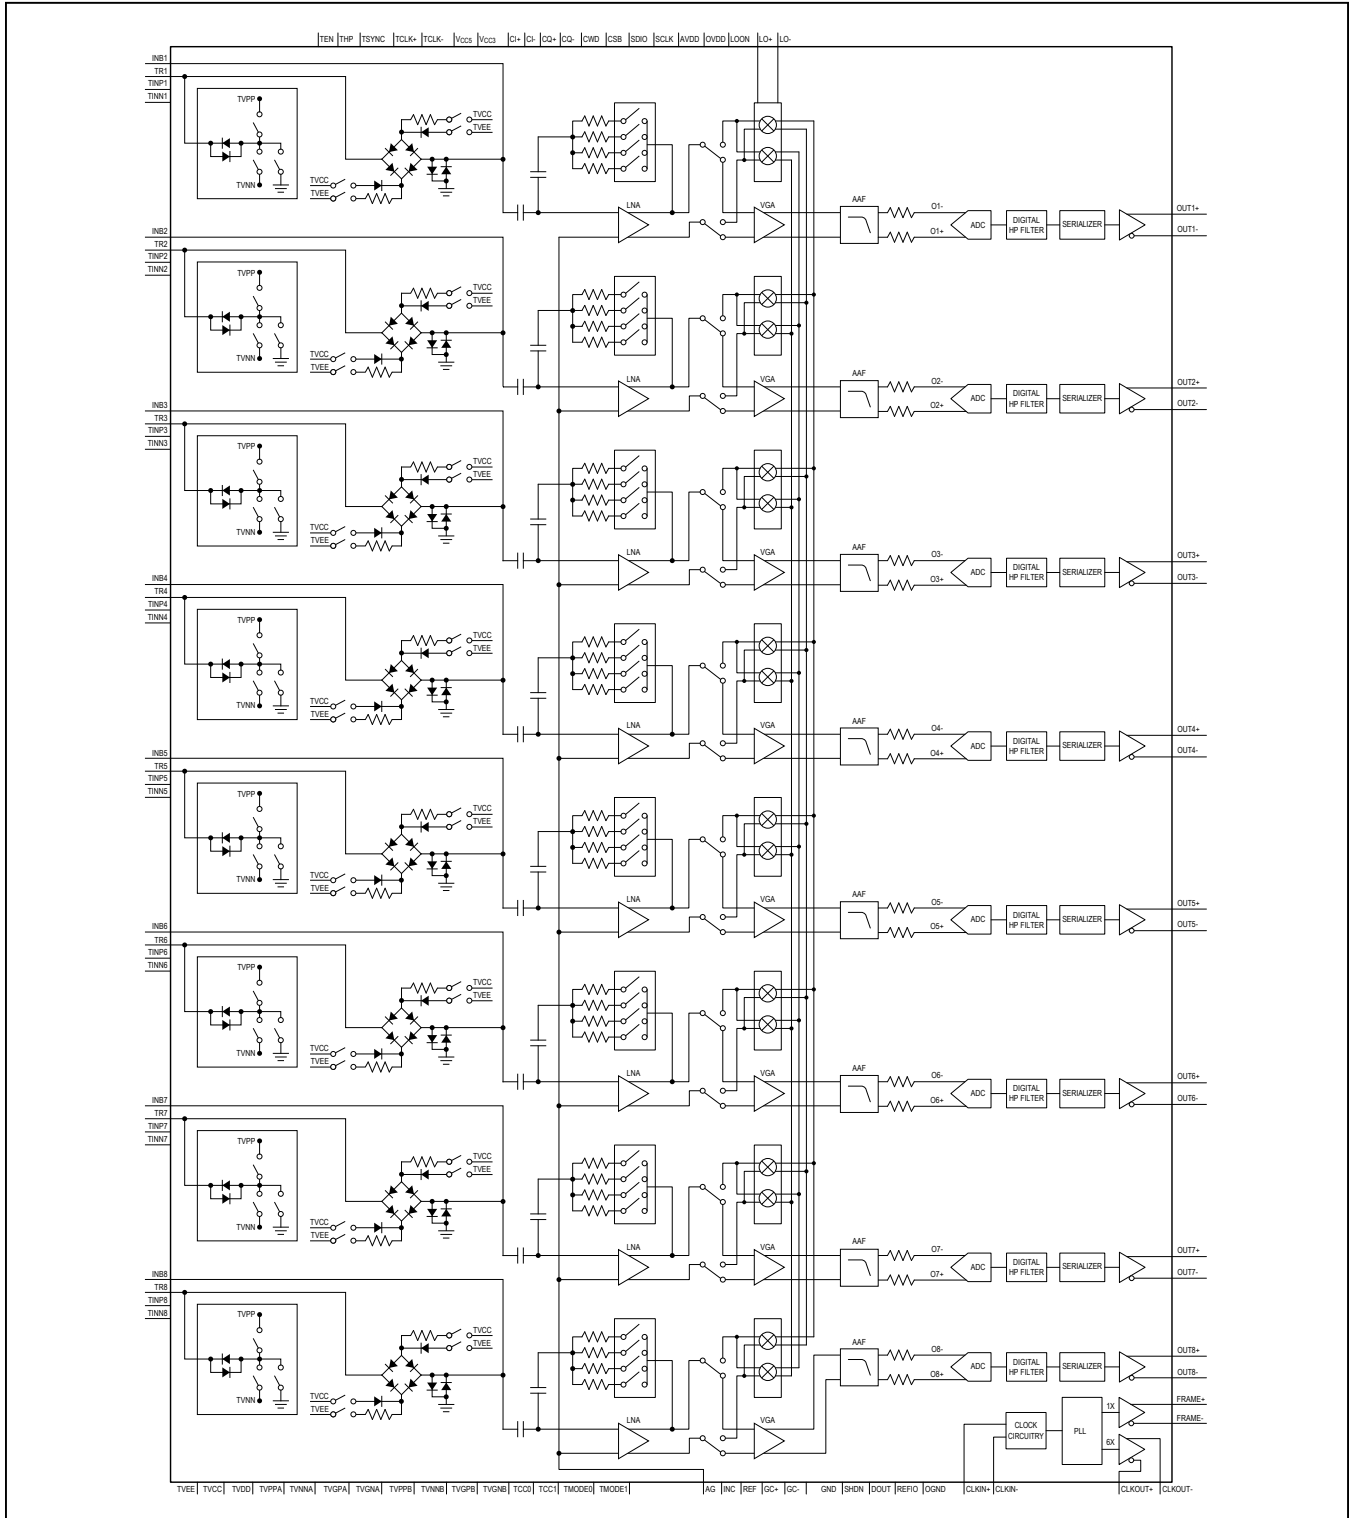 TEN THP TSYNC TCLK+ TCLK- VCC5 VCC3 CI+ CI- CQ+ CQ- CWD CSB SDIO SCLK AVDD OVDD LOON LO+ LO-
INB1
TR1
TINP1
TINN1
TVPP
TVNN
TVCC
TVEE
TVCC
TVEE
LNA
VGA
AAF
O1-
O1+
ADC
DIGITAL
HP FILTER
SERIALIZER
OUT1+
OUT1-
INB2
TR2
TINP2
TINN2
TVPP
TVNN
TVCC
TVEE
TVCC
TVEE
LNA
VGA
AAF
O2-
O2+
ADC
DIGITAL
HP FILTER
SERIALIZER
OUT2+
OUT2-
INB3
TR3
TINP3
TINN3
TVPP
TVNN
TVCC
TVEE
TVCC
TVEE
LNA
VGA
AAF
O3-
O3+
ADC
DIGITAL
HP FILTER
SERIALIZER
OUT3+
OUT3-
INB4
TR4
TINP4
TINN4
TVPP
TVNN
TVCC
TVEE
TVCC
TVEE
LNA
VGA
AAF
O4-
O4+
ADC
DIGITAL
HP FILTER
SERIALIZER
OUT4+
OUT4-
INB5
TR5
TINP5
TINN5
TVPP
TVNN
TVCC
TVEE
TVCC
TVEE
LNA
VGA
AAF
O5-
O5+
ADC
DIGITAL
HP FILTER
SERIALIZER
OUT5+
OUT5-
INB6
TR6
TINP6
TINN6
TVPP
TVNN
TVCC
TVEE
TVCC
TVEE
LNA
VGA
AAF
O6-
O6+
ADC
DIGITAL
HP FILTER
SERIALIZER
OUT6+
OUT6-
INB7
TR7
TINP7
TINN7
TVPP
TVNN
TVCC
TVEE
TVCC
TVEE
LNA
VGA
AAF
O7-
O7+
ADC
DIGITAL
HP FILTER
SERIALIZER
OUT7+
OUT7-
INB8
TR8
TINP8
TINN8
TVPP
TVNN
TVCC
TVEE
TVCC
TVEE
LNA
VGA
AAF
O8-
O8+
ADC
DIGITAL
HP FILTER
SERIALIZER
OUT8+
OUT8-
CLOCK
CIRCUITRY
PLL
1X
6X
FRAME+
FRAME-
TVEE TVCC TVDD TVPPA TVNNA TVGPA TVGNA TVPPB TVNNB TVGPB TVGNB TCC0 TCC1 TMODE0 TMODE1 AG INC REF GC+ GC- GND SHDN DOUT REFIO OGND CLKIN+ CLKIN- CLKOUT+ CLKOUT-